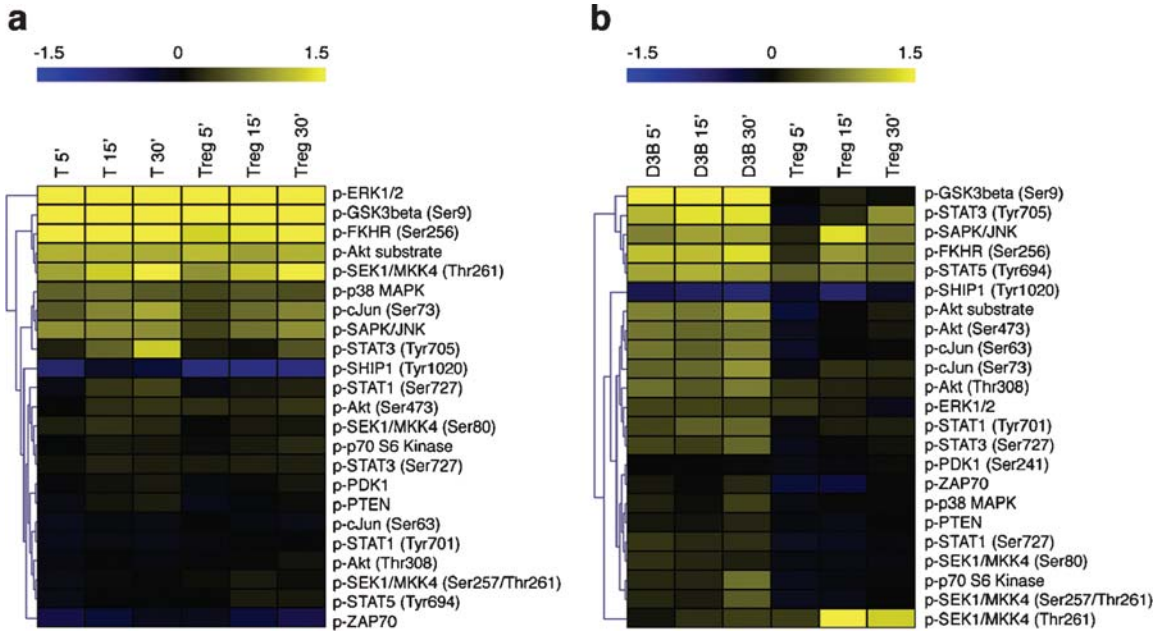 a
-1.5 0 1.5
T 5' T 15' T 30' Treg 5' Treg 15' Treg 30'
p-ERK1/2
p-GSK3beta (Ser9)
p-FKHR (Ser256)
p-Akt substrate
p-SEK1/MKK4 (Thr261)
p-p38 MAPK
p-cJun (Ser73)
p-SAPK/JNK
p-STAT3 (Tyr705)
p-SHIP1 (Tyr1020)
p-STAT1 (Ser727)
p-Akt (Ser473)
p-SEK1/MKK4 (Ser80)
p-p70 S6 Kinase
p-STAT3 (Ser727)
p-PDK1
p-PTEN
p-cJun (Ser63)
p-STAT1 (Tyr701)
p-Akt (Thr308)
p-SEK1/MKK4 (Ser257/Thr261)
p-STAT5 (Tyr694)
p-ZAP70
b
-1.5 0 1.5
D3B 5' D3B 15' D3B 30' Treg 5' Treg 15' Treg 30'
p-GSK3beta (Ser9)
p-STAT3 (Tyr705)
p-SAPK/JNK
p-FKHR (Ser256)
p-STAT5 (Tyr694)
p-SHIP1 (Tyr1020)
p-Akt substrate
p-Akt (Ser473)
p-cJun (Ser63)
p-cJun (Ser73)
p-Akt (Thr308)
p-ERK1/2
p-STAT1 (Tyr701)
p-STAT3 (Ser727)
p-PDK1 (Ser241)
p-ZAP70
p-p38 MAPK
p-PTEN
p-STAT1 (Ser727)
p-SEK1/MKK4 (Ser80)
p-p70 S6 Kinase
p-SEK1/MKK4 (Ser257/Thr261)
p-SEK1/MKK4 (Thr261)